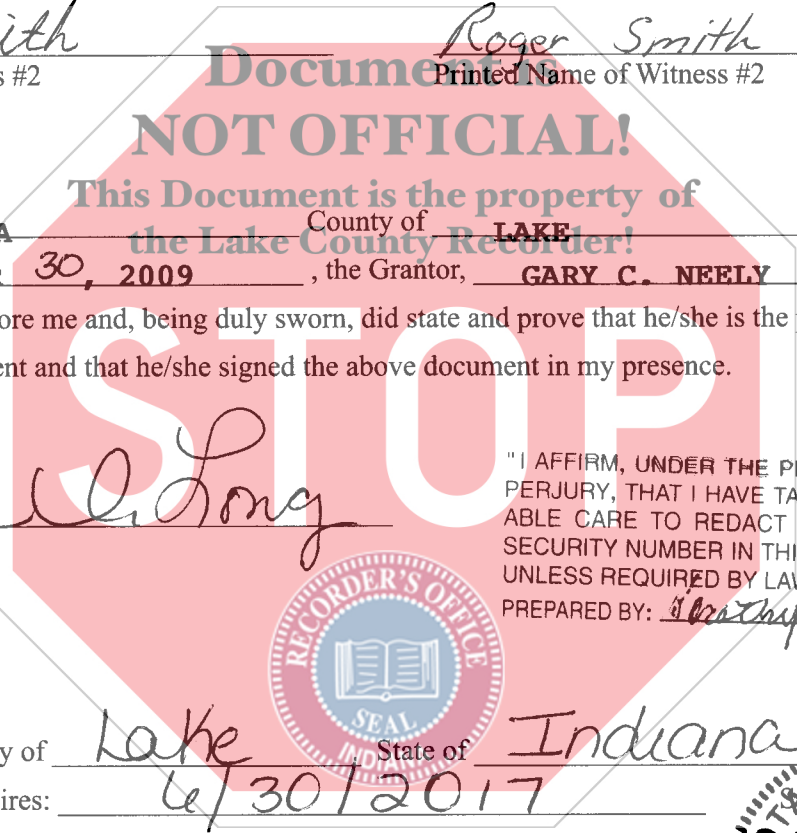 ith Roger Smith
s #2 Printed Name of Witness #2
Document is
NOT OFFICIAL!
This Document is the property of
the Lake County Recorder!
A County of LAKE
30, 2009 , the Grantor, GARY C. NEELY
ore me and, being duly sworn, did state and prove that he/she is the
ent and that he/she signed the above document in my presence.
STOP
Long
"I AFFIRM, UNDER THE PE
PERJURY, THAT I HAVE TA
ABLE CARE TO REDACT
SECURITY NUMBER IN THI
UNLESS REQUIRED BY LAW
PREPARED BY:
RECORDER'S OFFICE
SEAL
INDIANA
y of Lake State of Indiana
ires: 6/30/2017